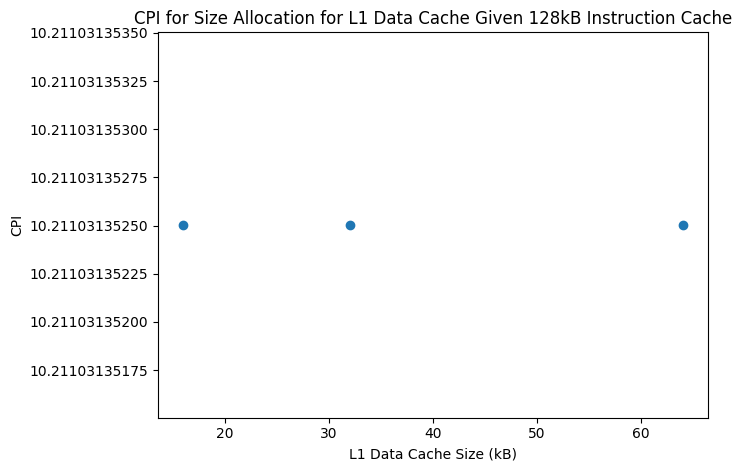 CPI for Size Allocation for L1 Data Cache Given 128kB Instruction Cache
10.21103135350
10.21103135325
10.21103135300
10.21103135275
10.21103135250
10.21103135225
10.21103135200
10.21103135175
CPI
20 30 40 50 60
L1 Data Cache Size (kB)